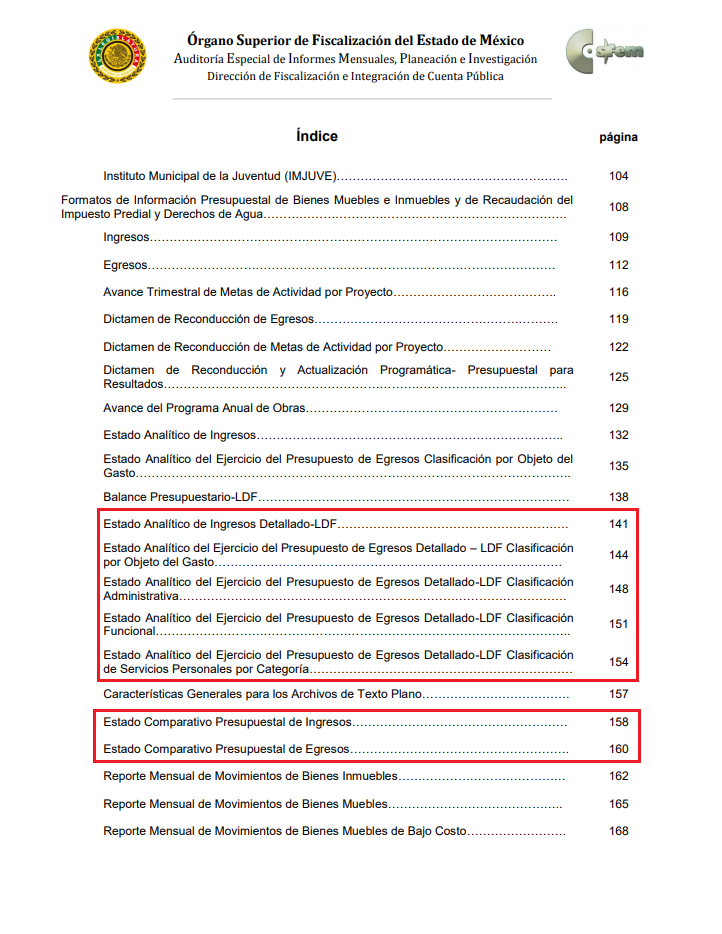 Órgano Superior de Fiscalización del Estado de México
Auditoría Especial de Informes Mensuales, Planeación e Investigación
Dirección de Fiscalización e Integración de Cuenta Pública
osfem
Índice página
Instituto Municipal de la Juventud (IMJUVE)…………………………………………………. 104
Formatos de Información Presupuestal de Bienes Muebles e Inmuebles y de Recaudación del
Impuesto Predial y Derechos de Agua…………………………………………………………………. 108
Ingresos………………………………………………………………………………………… 109
Egresos………………………………………………………………………………………… 112
Avance Trimestral de Metas de Actividad por Proyecto………………………………….. 116
Dictamen de Reconducción de Egresos……………………………………………………. 119
Dictamen de Reconducción de Metas de Actividad por Proyecto……………………… 122
Dictamen de Reconducción y Actualización Programática- Presupuestal para
Resultados……………………………………………………………………………………….. 125
Avance del Programa Anual de Obras……………………………………………………… 129
Estado Analítico de Ingresos………………………………………………………………….. 132
Estado Analítico del Ejercicio del Presupuesto de Egresos Clasificación por Objeto del
Gasto………………………………………………………………………………………………. 135
Balance Presupuestario-LDF…………………………………………………………………… 138
Estado Analítico de Ingresos Detallado-LDF…………………………………………………. 141
Estado Analítico del Ejercicio del Presupuesto de Egresos Detallado – LDF Clasificación
por Objeto del Gasto…………………………………………………………………………… 144
Estado Analítico del Ejercicio del Presupuesto de Egresos Detallado-LDF Clasificación
Administrativa…………………………………………………………………………………….. 148
Estado Analítico del Ejercicio del Presupuesto de Egresos Detallado-LDF Clasificación
Funcional………………………………………………………………………………………….. 151
Estado Analítico del Ejercicio del Presupuesto de Egresos Detallado-LDF Clasificación
de Servicios Personales por Categoría………………………………………………………… 154
Características Generales para los Archivos de Texto Plano………………………………. 157
Estado Comparativo Presupuestal de Ingresos……………………………………………… 158
Estado Comparativo Presupuestal de Egresos………………………………………………. 160
Reporte Mensual de Movimientos de Bienes Inmuebles…………………………………… 162
Reporte Mensual de Movimientos de Bienes Muebles…………………………………….. 165
Reporte Mensual de Movimientos de Bienes Muebles de Bajo Costo……………………. 168